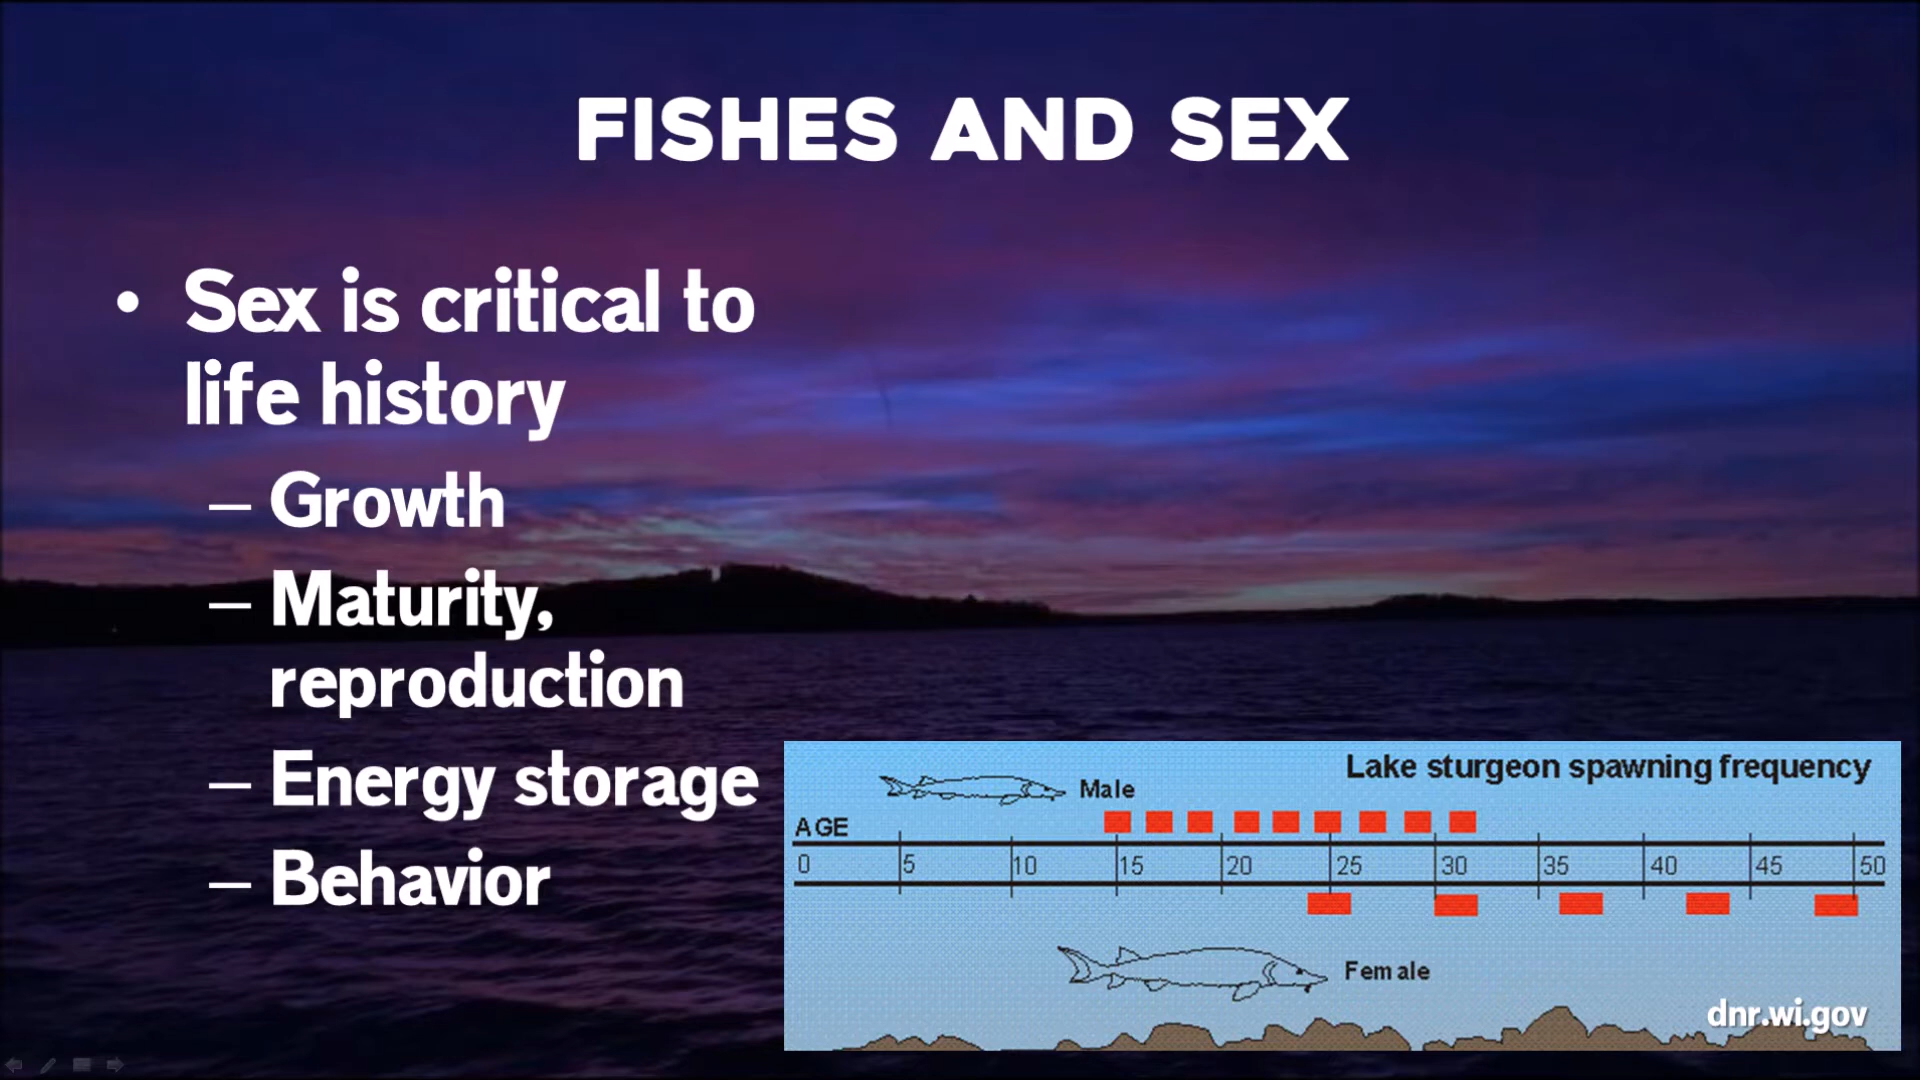 FISHES AND SEX
• Sex is critical to
life history
– Growth
– Maturity,
reproduction
– Energy storage
– Behavior
Lake sturgeon spawning frequency
Male
AGE
0 5 10 15 20 25 30 35 40 45 50
Female
dnr.wi.gov